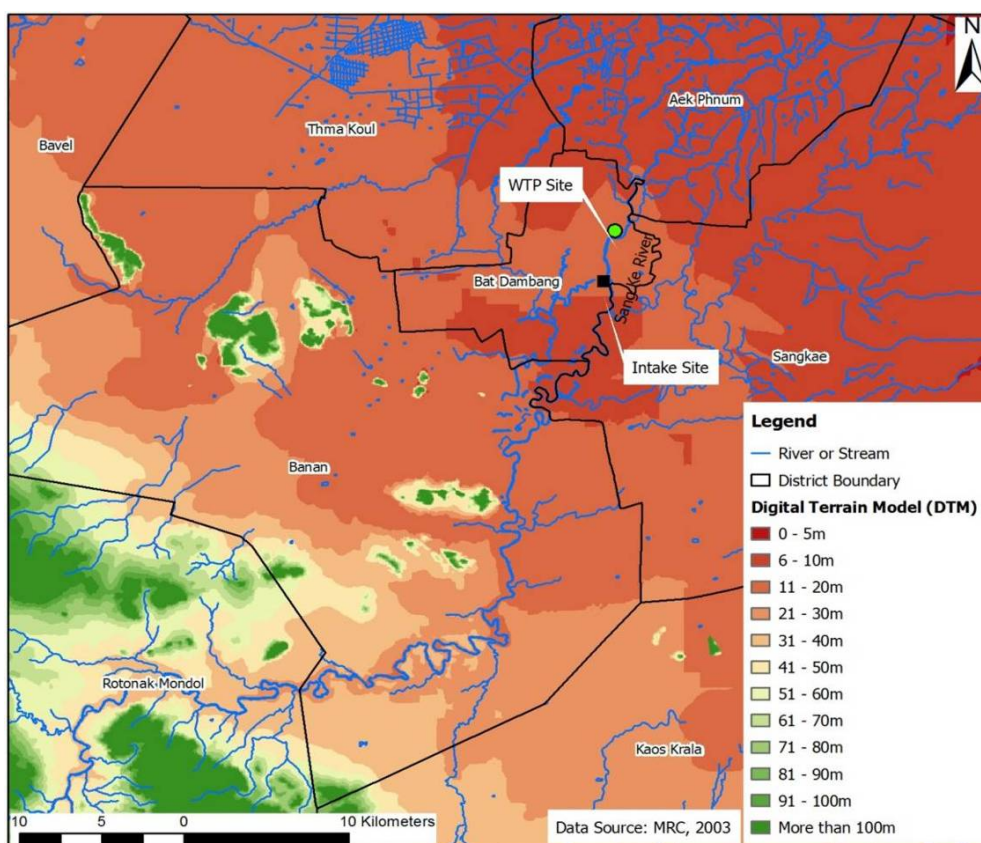 N
Aek Phnum
Thma Koul
Bavel
WTP Site
Bat Dambang
Sang Ke River
Intake Site
Sangkae
Banan
Rotonak Mondol
Kaos Krala
Legend
River or Stream
District Boundary
Digital Terrain Model (DTM)
0 - 5m
6 - 10m
11 - 20m
21 - 30m
31 - 40m
41 - 50m
51 - 60m
61 - 70m
71 - 80m
81 - 90m
91 - 100m
More than 100m
10 5 0 10 Kilometers
Data Source: MRC, 2003